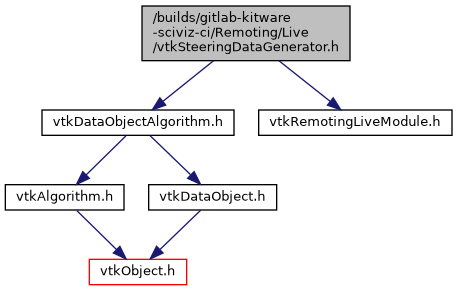 /builds/gitlab-kitware
-sciviz-ci/Remoting/Live
/vtkSteeringDataGenerator.h
vtkDataObjectAlgorithm.h
vtkRemotingLiveModule.h
vtkAlgorithm.h
vtkDataObject.h
vtkObject.h